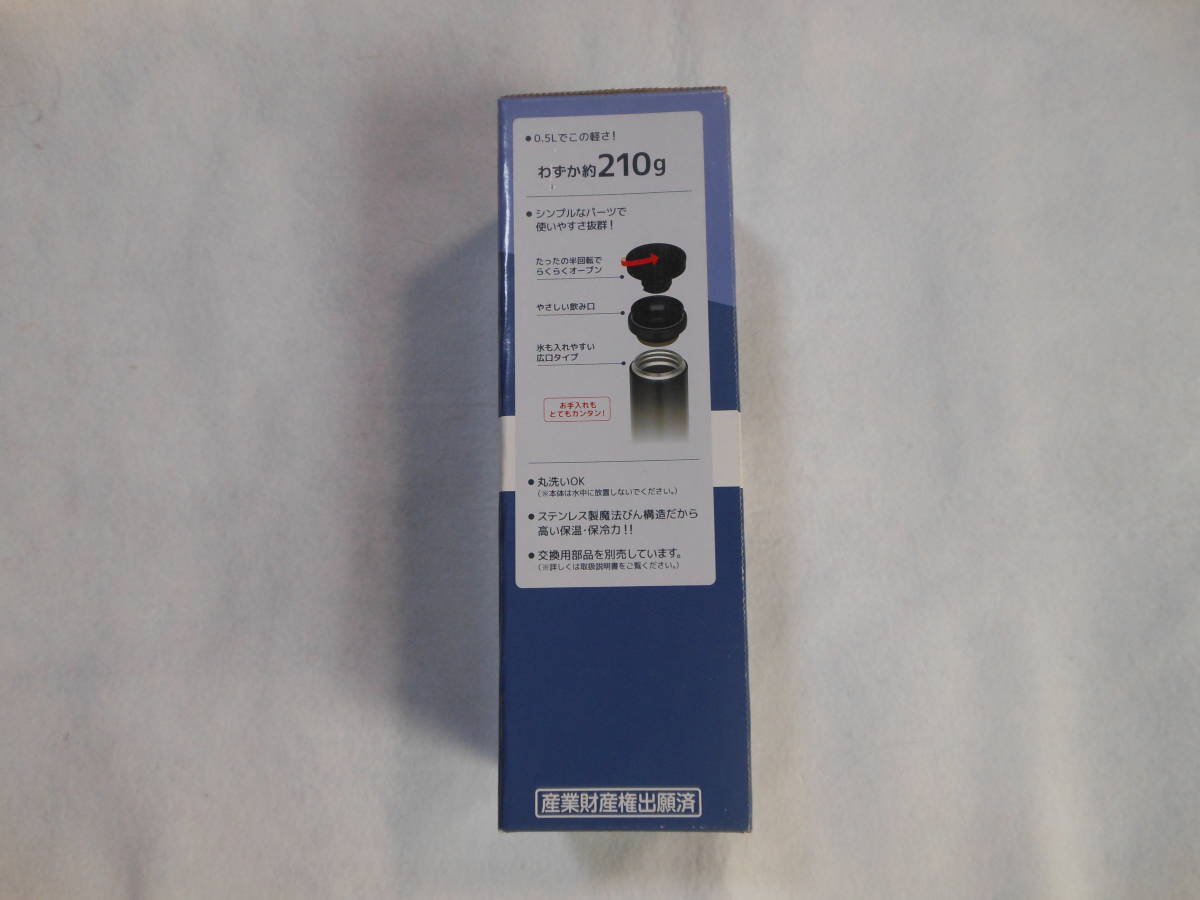 ●0.5Lでこの軽さ!
わずか約210g
●シンプルなパーツで
使いやすさ抜群!
たったの半回転で
らくらくオープン
やさしい飲み口
氷も入れやすい
広口タイプ
お手入れも
とてもカンタン!
●丸洗いOK
(※本体は水中に放置しないでください。)
●ステンレス製魔法びん構造だから
高い保温・保冷力!!
●交換用部品を別売しています。
(※詳しくは取扱説明書をご覧ください。)
産業財産権出願済